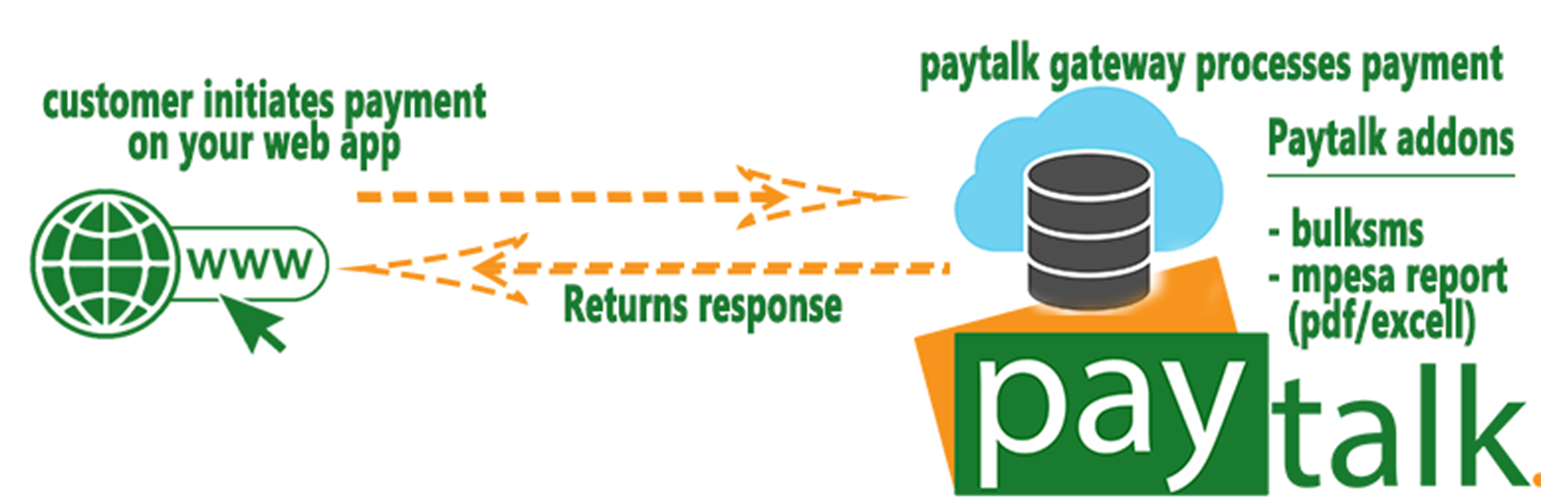 customer initiates payment
on your web app
www
Returns response
paytalk gateway processes payment
Paytalk addons
- bulksms
- mpesa report
(pdf/excell)
paytalk.